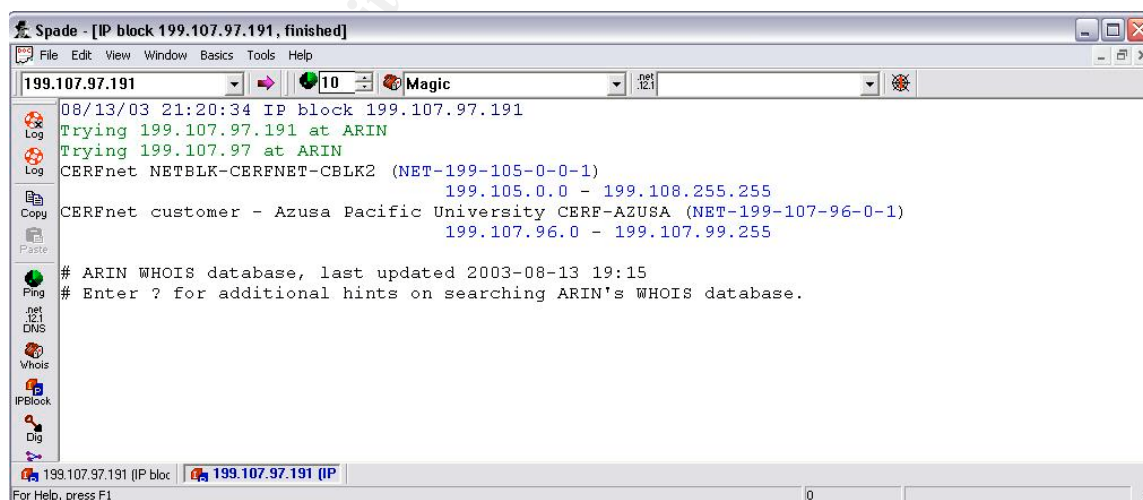 Spade - [IP block 199.107.97.191, finished]
File Edit View Window Basics Tools Help
199.107.97.191 10 Magic .net 12.1
08/13/03 21:20:34 IP block 199.107.97.191
Trying 199.107.97.191 at ARIN
Trying 199.107.97 at ARIN
CERFnet NETBLK-CERFNET-CBLK2 (NET-199-105-0-0-1)
199.105.0.0 - 199.108.255.255
CERFnet customer - Azusa Pacific University CERF-AZUSA (NET-199-107-96-0-1)
199.107.96.0 - 199.107.99.255
# ARIN WHOIS database, last updated 2003-08-13 19:15
# Enter ? for additional hints on searching ARIN's WHOIS database.
Log
Log
Copy
Paste
Ping
.net
.12.1
DNS
Whois
IPBlock
Dig
199.107.97.191 (IP bloc 199.107.97.191 (IP
For Help, press F1 0